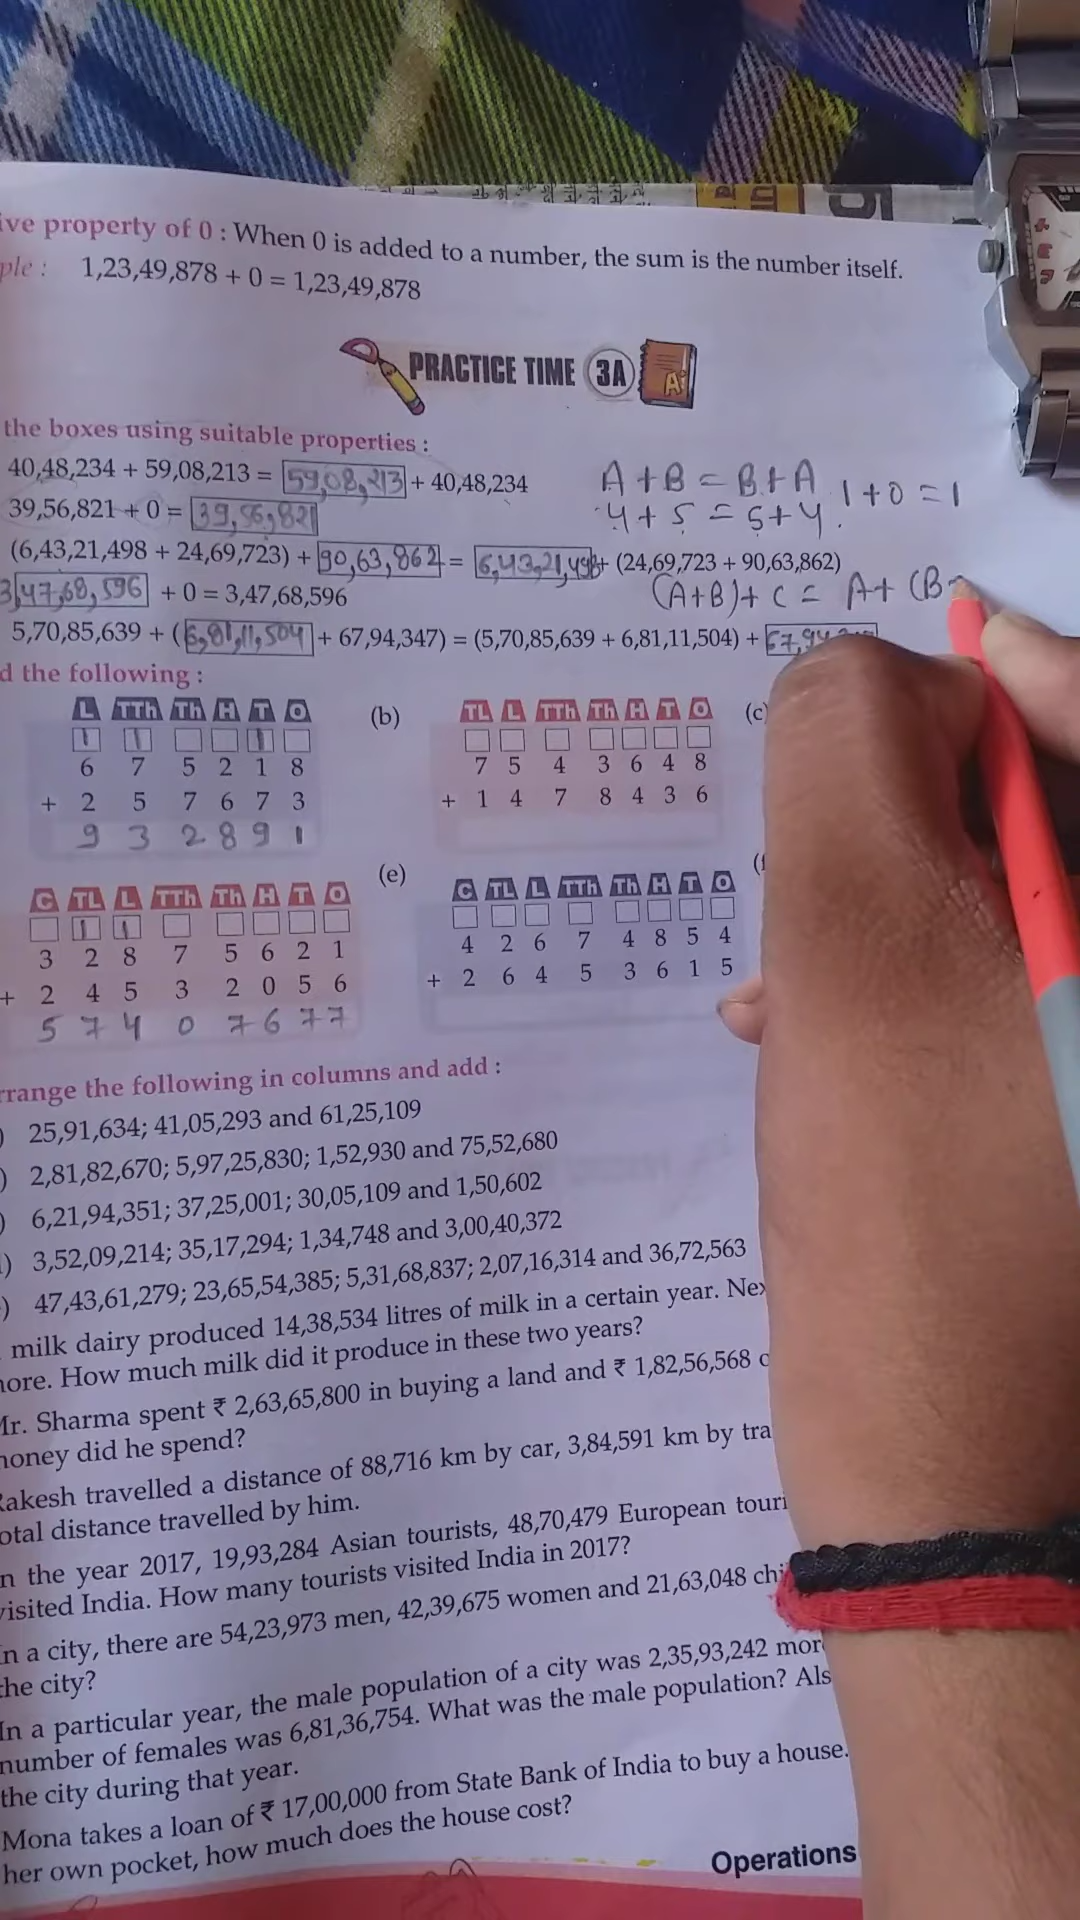 ive property of 0 : When 0 is added to a number, the sum is the number itself.
ple : 1,23,49,878 + 0 = 1,23,49,878
PRACTICE TIME 3A
the boxes using suitable properties :
40,48,234 + 59,08,213 = 59,08,213 + 40,48,234
A + B = B + A
39,56,821 + 0 = 39,56,821
4 + 5 = 5 + 4.
1 + 0 = 1
(6,43,21,498 + 24,69,723) + 90,63,862 = 6,43,21,498 + (24,69,723 + 90,63,862)
3,47,68,596 + 0 = 3,47,68,596
(A+B) + C = A + (B
5,70,85,639 + (6,81,11,504 + 67,94,347) = (5,70,85,639 + 6,81,11,504) + 67,94
d the following :
L TTh Th H T O
1 1 1
6 7 5 2 1 8
+ 2 5 7 6 7 3
9 3 2 8 9 1
(b)
TL L TTh Th H T O
7 5 4 3 6 4 8
+ 1 4 7 8 4 3 6
(c)
C TL L TTh Th H T O
1 1
3 2 8 7 5 6 2 1
+ 2 4 5 3 2 0 5 6
5 7 4 0 7 6 7 7
(e)
C TL L TTh Th H T O
4 2 6 7 4 8 5 4
+ 2 6 4 5 3 6 1 5
(f
rrange the following in columns and add :
) 25,91,634; 41,05,293 and 61,25,109
) 2,81,82,670; 5,97,25,830; 1,52,930 and 75,52,680
) 6,21,94,351; 37,25,001; 30,05,109 and 1,50,602
) 3,52,09,214; 35,17,294; 1,34,748 and 3,00,40,372
) 47,43,61,279; 23,65,54,385; 5,31,68,837; 2,07,16,314 and 36,72,563
milk dairy produced 14,38,534 litres of milk in a certain year. Nex
nore. How much milk did it produce in these two years?
Mr. Sharma spent ₹ 2,63,65,800 in buying a land and ₹ 1,82,56,568 o
noney did he spend?
Rakesh travelled a distance of 88,716 km by car, 3,84,591 km by tra
otal distance travelled by him.
n the year 2017, 19,93,284 Asian tourists, 48,70,479 European touri
visited India. How many tourists visited India in 2017?
n a city, there are 54,23,973 men, 42,39,675 women and 21,63,048 chi
the city?
In a particular year, the male population of a city was 2,35,93,242 mor
number of females was 6,81,36,754. What was the male population? Als
the city during that year.
Mona takes a loan of ₹ 17,00,000 from State Bank of India to buy a house.
her own pocket, how much does the house cost?
Operations